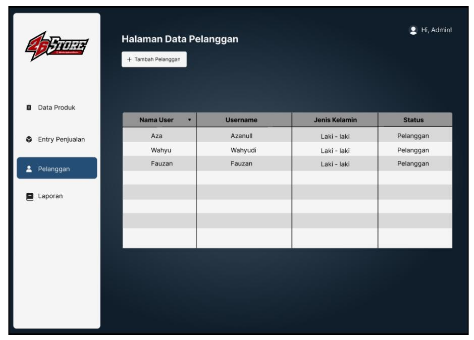 26 STORE
Halaman Data Pelanggan
Hi, Admin!
+ Tambah Pelanggan
Data Produk
Entry Penjualan
Pelanggan
Laporan
Nama User ▼ Username Jenis Kelamin Status
Aza Azanull Laki - laki Pelanggan
Wahyu Wahyudi Laki - laki Pelanggan
Fauzan Fauzan Laki - laki Pelanggan